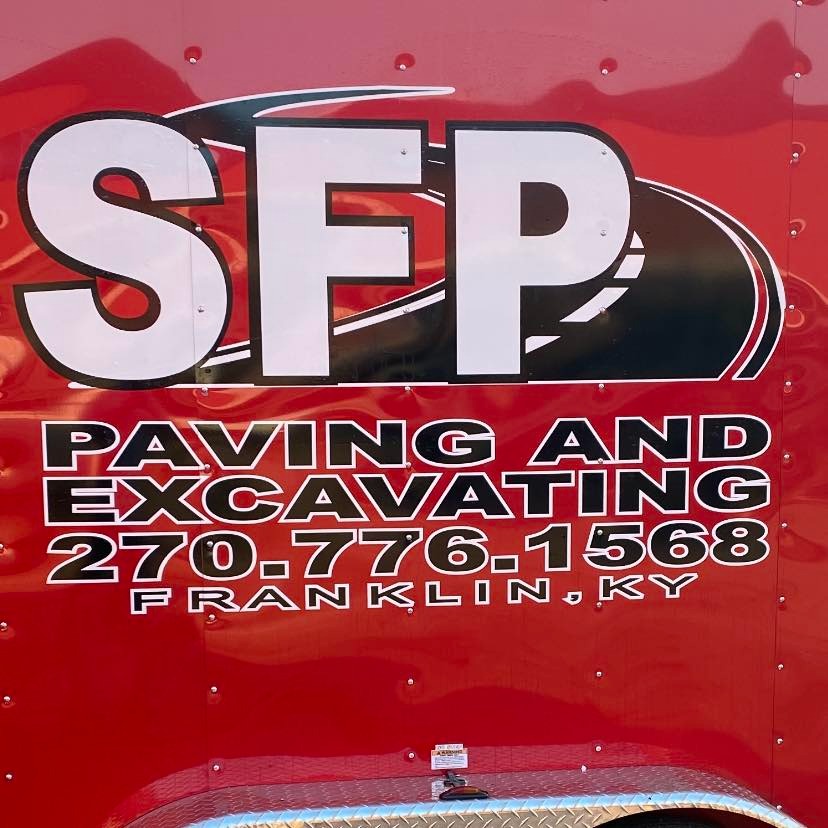 SFP
PAVING AND
EXCAVATING
270.776.1568
FRANKLIN, KY